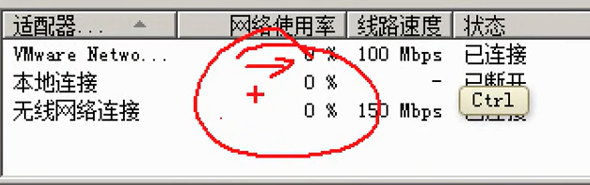 适配器... 网络使用率 线路速度 状态
VMware Netwo... 0 % 100 Mbps 已连接
本地连接 0 % - 已断开
无线网络连接 0 % 150 Mbps 已连接
Ctrl